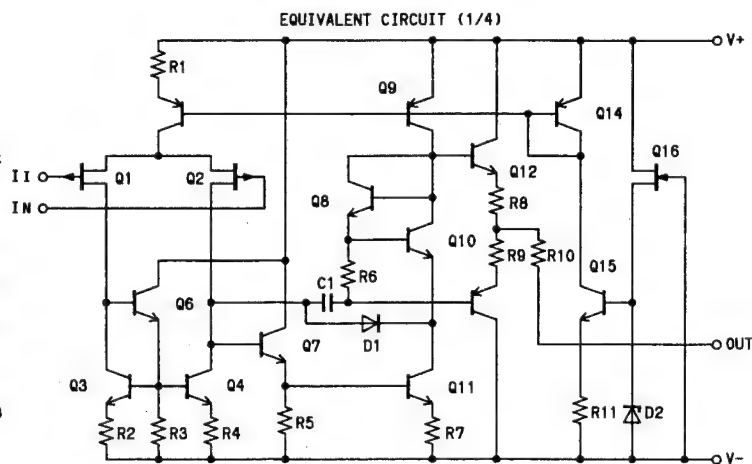 EQUIVALENT CIRCUIT (1/4)
V+
R1
Q9
Q14
Q16
Q12
II
Q1
Q2
Q8
R8
IN
Q10
R9
R10
Q15
R6
C1
Q6
Q7
D1
OUT
Q3
Q4
Q11
R2
R3
R4
R5
R7
R11
D2
V-